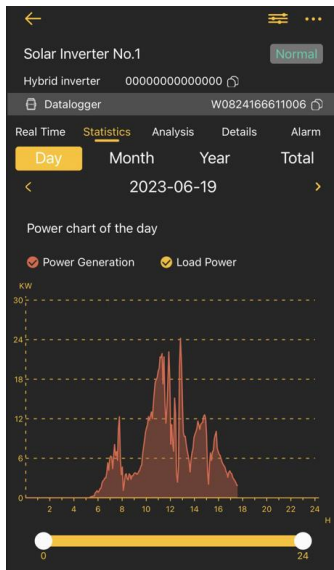 Solar Inverter No.1 Normal
Hybrid inverter 00000000000000
Datalogger W0824166611006
Real Time Statistics Analysis Details Alarm
Day Month Year Total
< 2023-06-19 >
Power chart of the day
Power Generation Load Power
KW
30
24
18
12
6
0
2 4 6 8 10 12 14 16 18 20 22 24
H
0 24